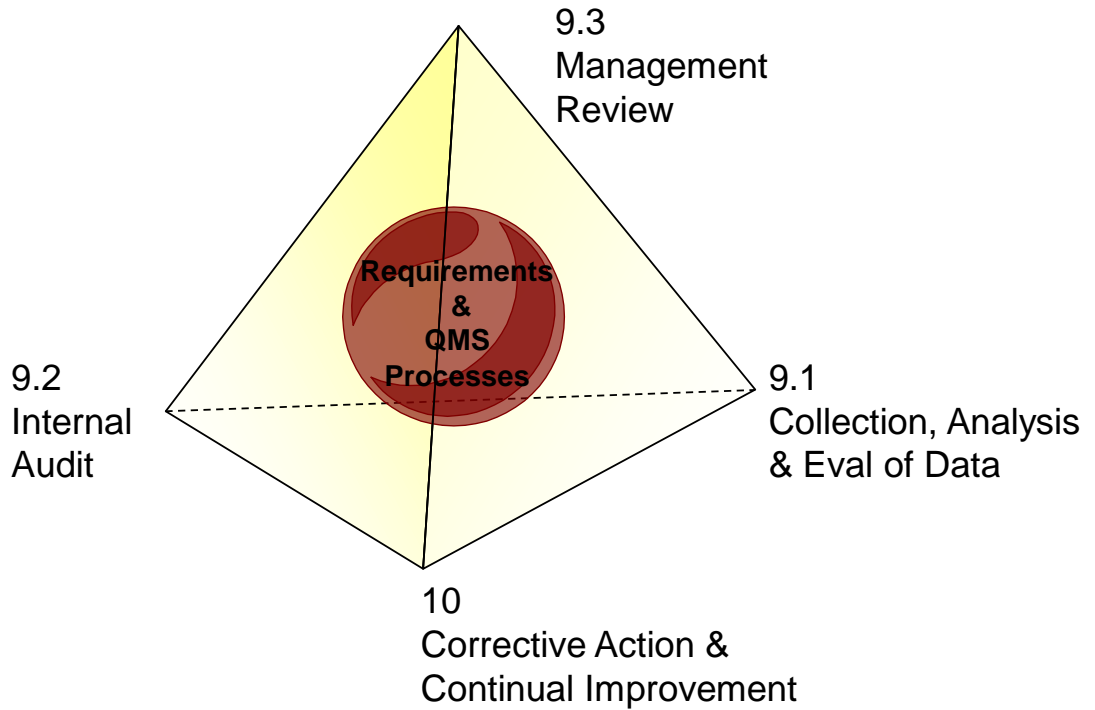 9.3
Management
Review
Requirements
&
QMS
Processes
9.2
Internal
Audit
9.1
Collection, Analysis
& Eval of Data
10
Corrective Action &
Continual Improvement